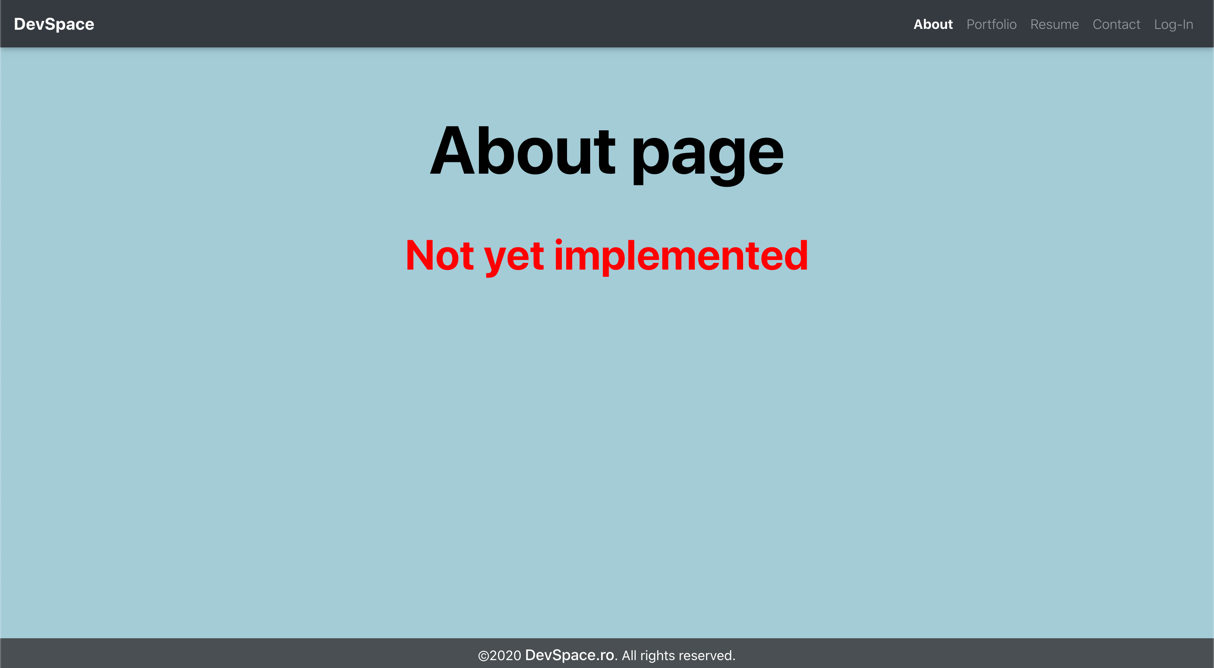 DevSpace About Portfolio Resume Contact Log-In
About page
Not yet implemented
©2020 DevSpace.ro. All rights reserved.